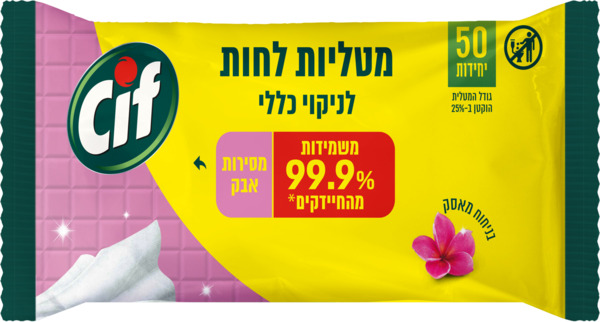 Cif
מטליות לחות
לניקוי כללי
50
יחידות
גודל המטלית
הוקטן ב-25%
משמידות
99.9%
מהחיידקים*
מסירות
אבק
בניחוח מאסק